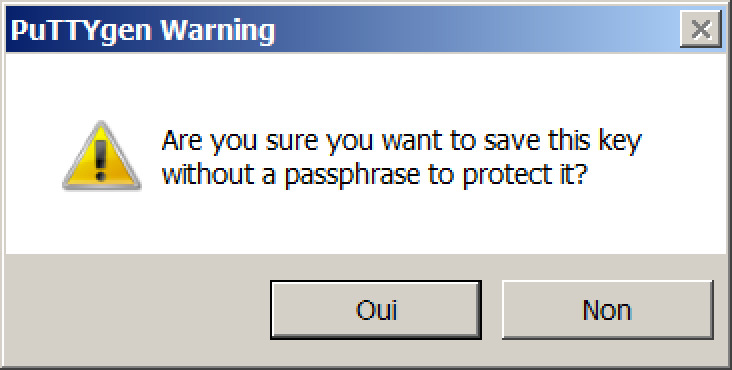 PuTTYgen Warning
Are you sure you want to save this key
without a passphrase to protect it?
Oui
Non